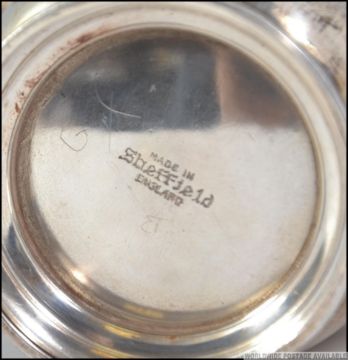 MADE IN
Sheffield
ENGLAND
WORLDWIDE POSTAGE AVAILABLE